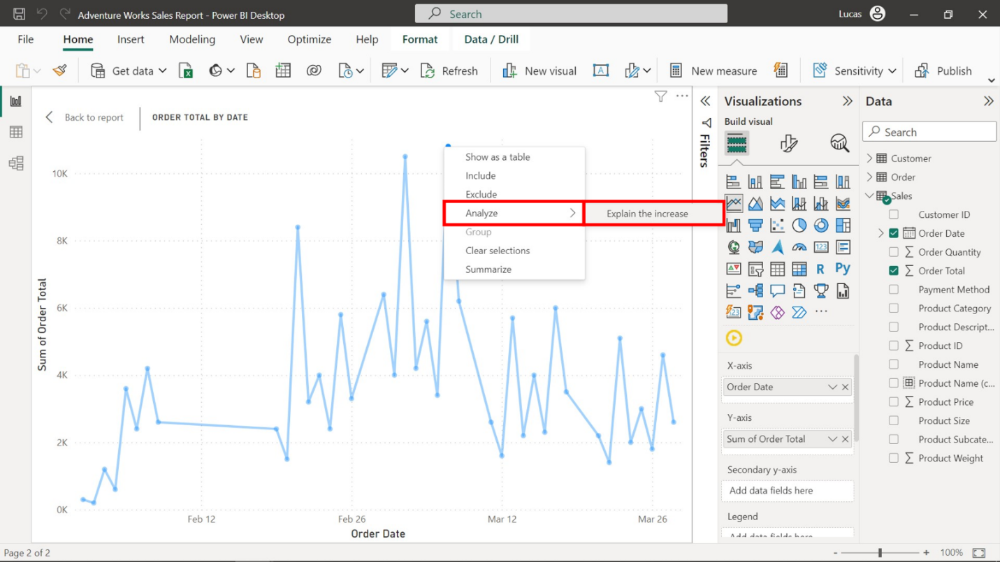 Adventure Works Sales Report - Power BI Desktop
Search
Lucas
File Home Insert Modeling View Optimize Help Format Data / Drill
Get data Refresh New visual New measure Sensitivity Publish
Back to report
ORDER TOTAL BY DATE
10K
8K
6K
4K
2K
0K
Sum of Order Total
Feb 12 Feb 26 Mar 12 Mar 26
Order Date
Show as a table
Include
Exclude
Analyze
Explain the increase
Group
Clear selections
Summarize
Filters
Visualizations
Build visual
123
R
Py
123
X-axis
Order Date
Y-axis
Sum of Order Total
Secondary y-axis
Add data fields here
Legend
Add data fields here
Data
Search
Customer
Order
Sales
Customer ID
Order Date
Order Quantity
Order Total
Payment Method
Product Category
Product Descript...
Product ID
Product Name
Product Name (c...
Product Price
Product Size
Product Subcate...
Product Weight
Page 2 of 2
100%